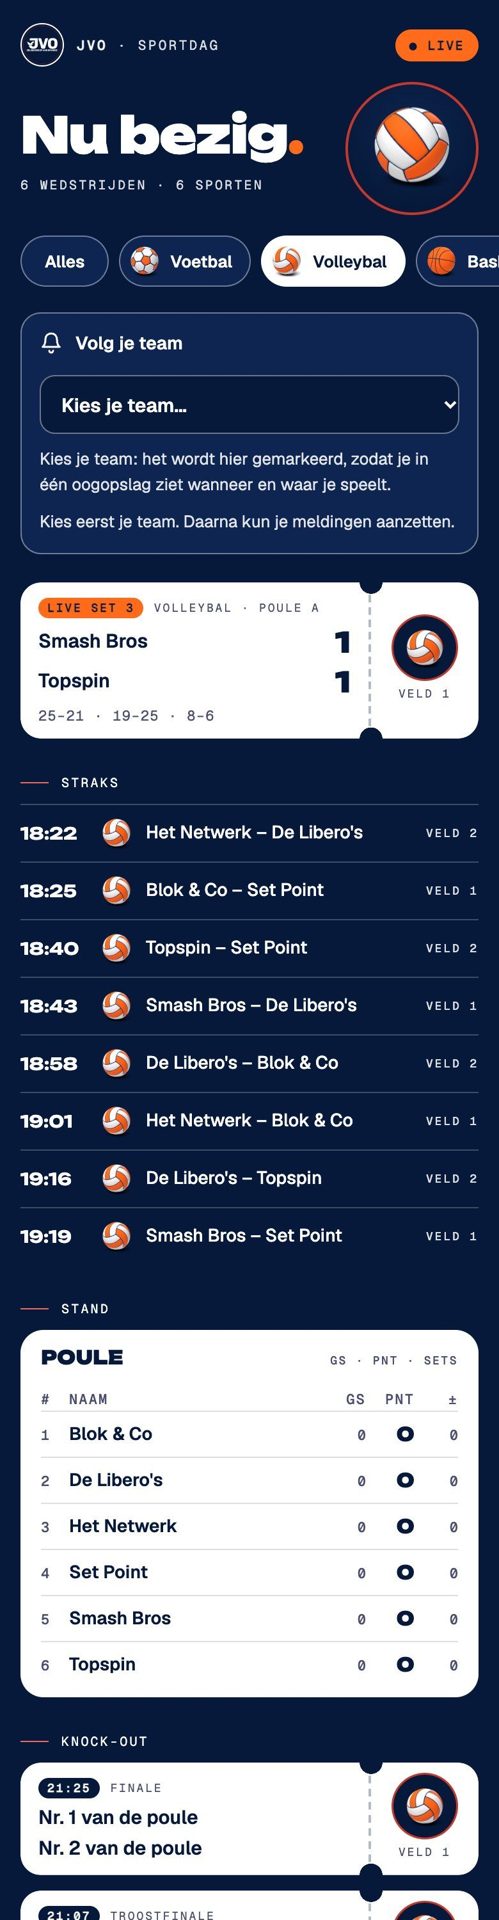 JVO JVO · SPORTDAG ● LIVE
Nu bezig.
6 WEDSTRIJDEN · 6 SPORTEN
Alles Voetbal Volleybal Bas
Volg je team
Kies je team...
Kies je team: het wordt hier gemarkeerd, zodat je in
één oogopslag ziet wanneer en waar je speelt.
Kies eerst je team. Daarna kun je meldingen aanzetten.
LIVE SET 3 VOLLEYBAL · POULE A
Smash Bros 1
Topspin 1
VELD 1
25–21 · 19–25 · 8–6
STRAKS
18:22 Het Netwerk – De Libero's VELD 2
18:25 Blok & Co – Set Point VELD 1
18:40 Topspin – Set Point VELD 2
18:43 Smash Bros – De Libero's VELD 1
18:58 De Libero's – Blok & Co VELD 2
19:01 Het Netwerk – Blok & Co VELD 1
19:16 De Libero's – Topspin VELD 2
19:19 Smash Bros – Set Point VELD 1
STAND
POULE GS · PNT · SETS
# NAAM GS PNT ±
1 Blok & Co 0 0 0
2 De Libero's 0 0 0
3 Het Netwerk 0 0 0
4 Set Point 0 0 0
5 Smash Bros 0 0 0
6 Topspin 0 0 0
KNOCK-OUT
21:25 FINALE
Nr. 1 van de poule
Nr. 2 van de poule
VELD 1
21:07 TROOSTFINALE